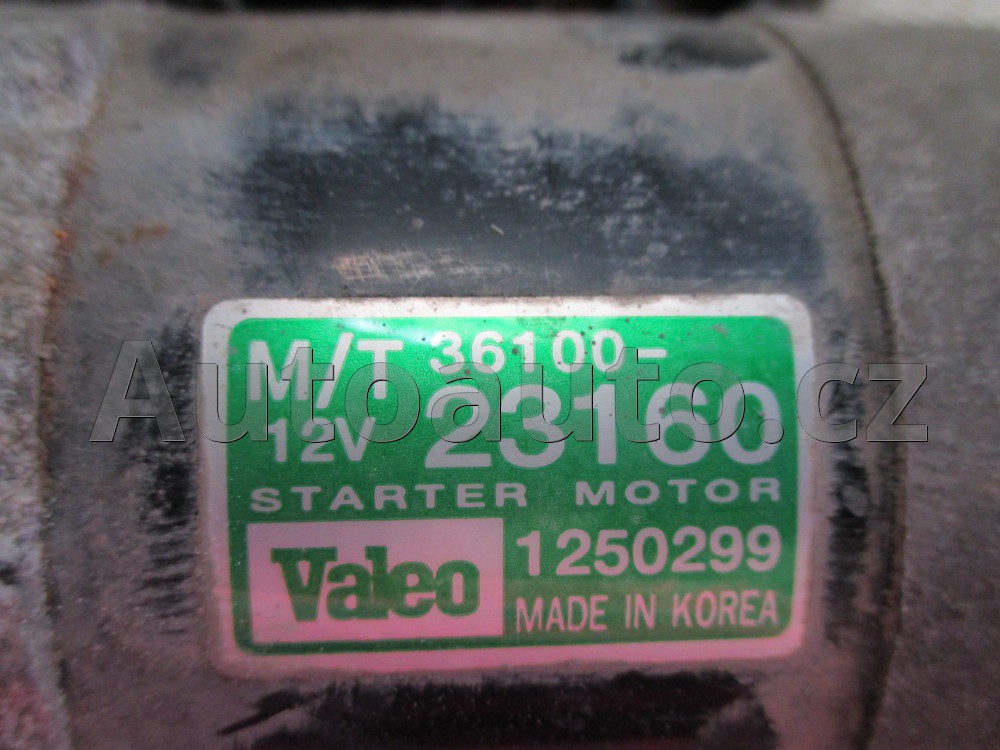 M/T 36100-
12V 23160
STARTER MOTOR
Valeo 1250299
MADE IN KOREA
Autoauto.cz